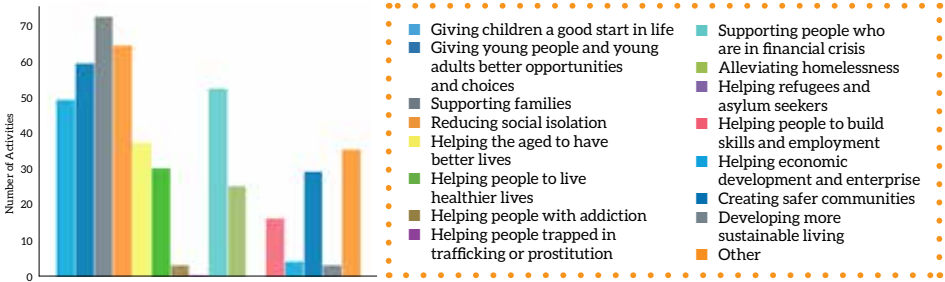 70
60
50
40
30
20
10
0
Number of Activities
Giving children a good start in life
Giving young people and young
adults better opportunities
and choices
Supporting families
Reducing social isolation
Helping the aged to have
better lives
Helping people to live
healthier lives
Helping people with addiction
Helping people trapped in
trafficking or prostitution
Supporting people who
are in financial crisis
Alleviating homelessness
Helping refugees and
asylum seekers
Helping people to build
skills and employment
Helping economic
development and enterprise
Creating safer communities
Developing more
sustainable living
Other